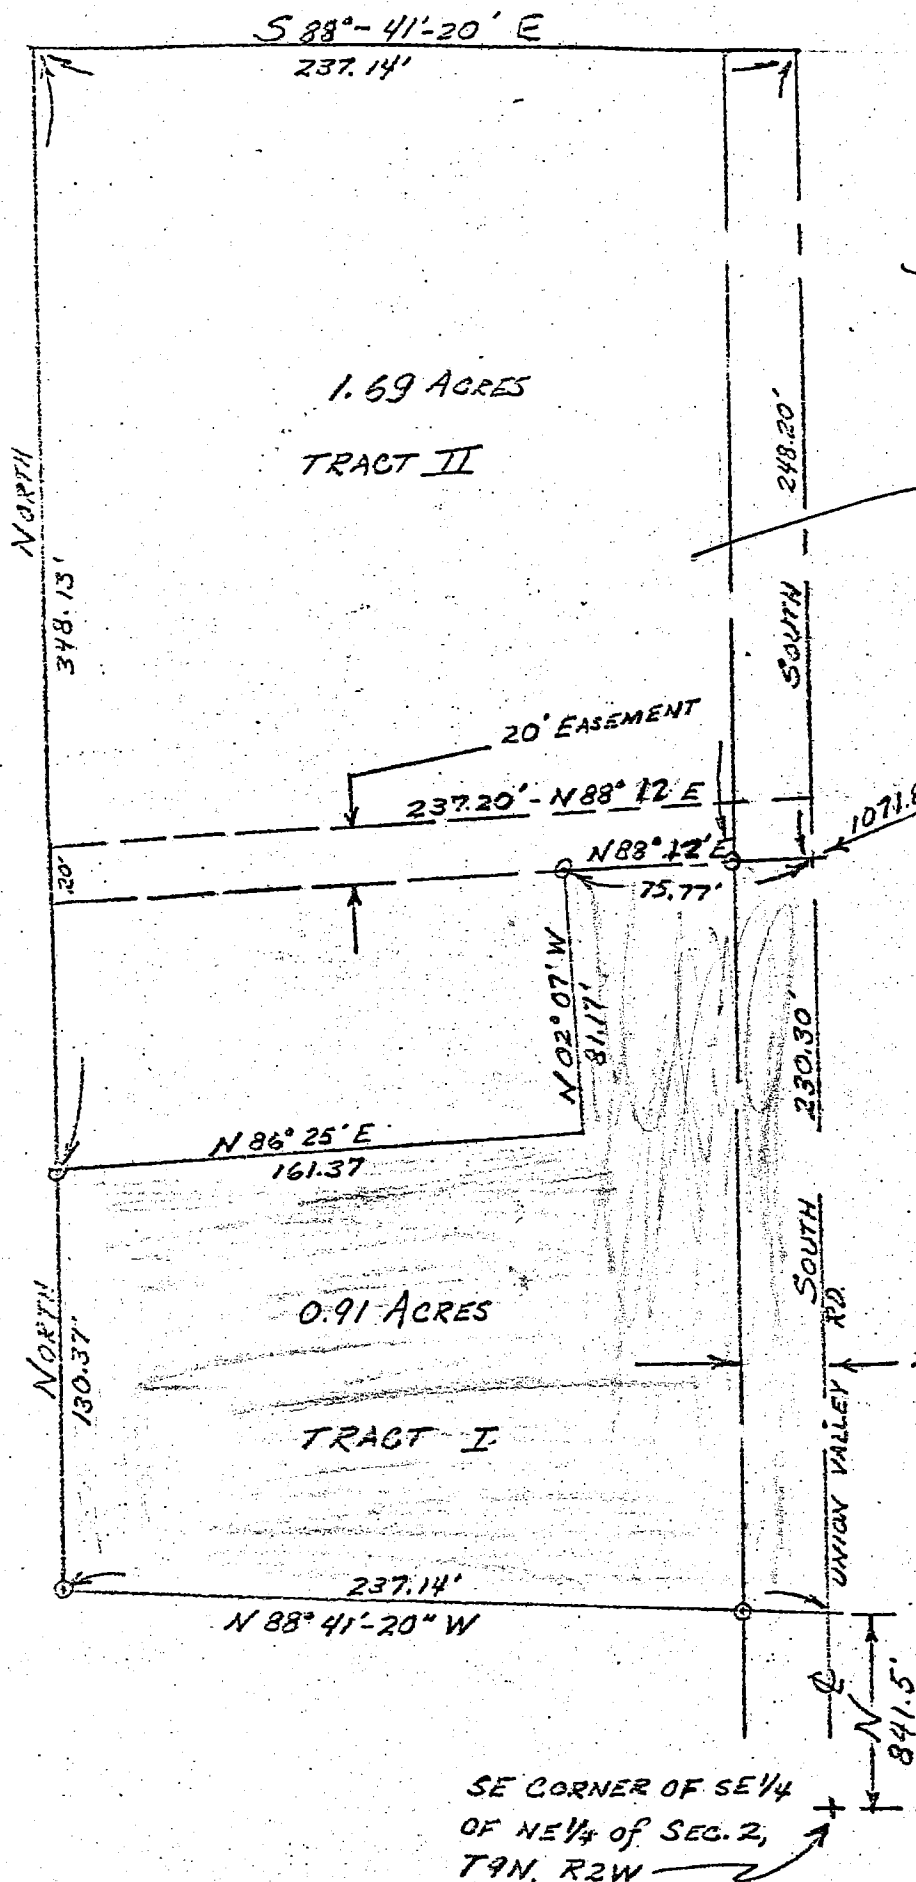 S 88°-41'-20' E
237.14'
1.69 ACRES
TRACT II
NORTH
348.13'
248.20'
SOUTH
20' EASEMENT
237.20' - N 88° 12' E
N 88° 12' E
75.77'
1071.8
20'
N 02° 07' W
81.17'
230.30'
N 86° 25' E
161.37
SOUTH
NORTH
130.37'
0.91 ACRES
TRACT I
UNION VALLEY RD.
237.14'
N 88° 41'-20" W
N
841.5'
SE CORNER OF SE 1/4
OF NE 1/4 of SEC. 2,
T9N, R2W